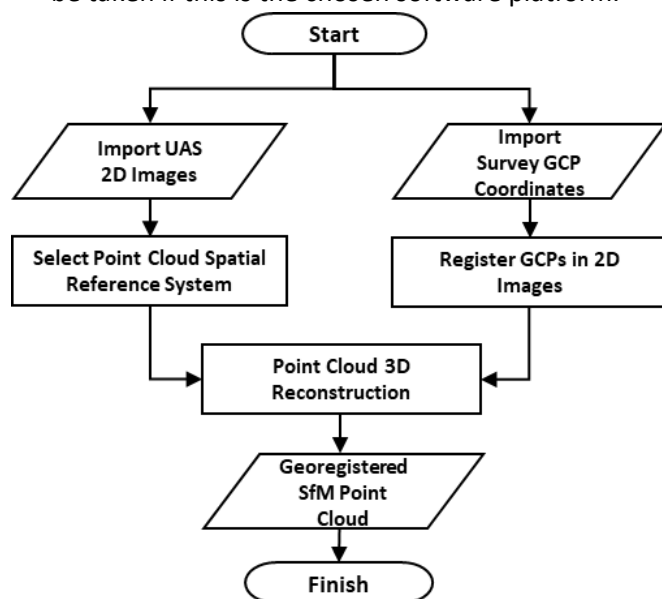 be taken if this is the chosen software platform.
Start
Import UAS
2D Images
Import
Survey GCP
Coordinates
Select Point Cloud Spatial
Reference System
Register GCPs in 2D
Images
Point Cloud 3D
Reconstruction
Georegistered
SfM Point
Cloud
Finish